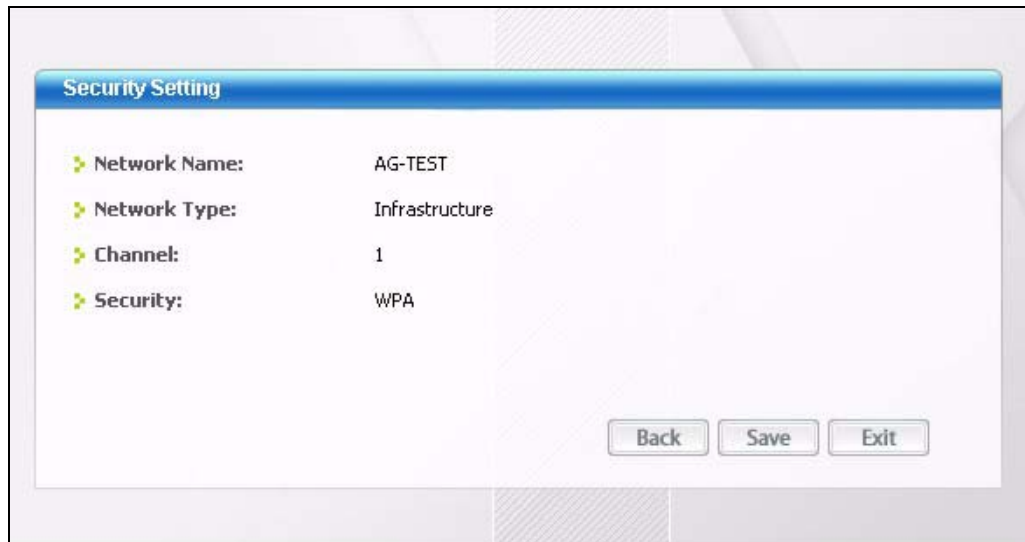 Security Setting
Network Name: AG-TEST
Network Type: Infrastructure
Channel: 1
Security: WPA
Back Save Exit